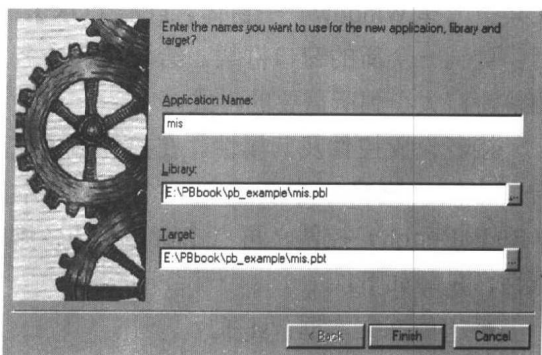 Enter the names you want to use for the new application, library and
target?
Application Name:
mis
Library:
E:\PBbook\pb_example\mis.pbl
...
Target:
E:\PBbook\pb_example\mis.pbt
...
< Back
Finish
Cancel